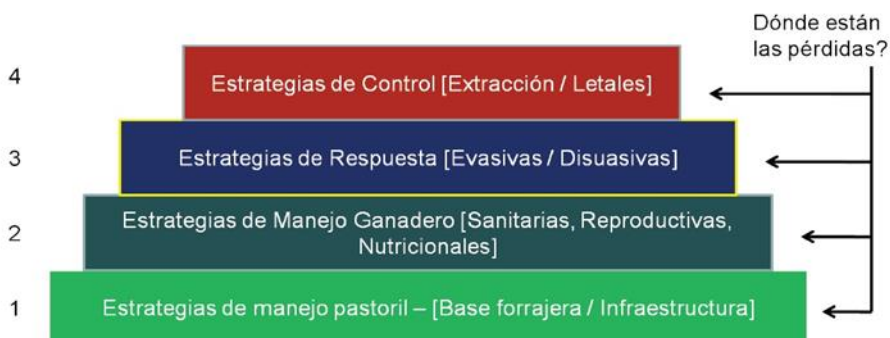 Dónde están
las pérdidas?
4
Estrategias de Control [Extracción / Letales]
3
Estrategias de Respuesta [Evasivas / Disuasivas]
2
Estrategias de Manejo Ganadero [Sanitarias, Reproductivas,
Nutricionales]
1
Estrategias de manejo pastoril – [Base forrajera / Infraestructura]